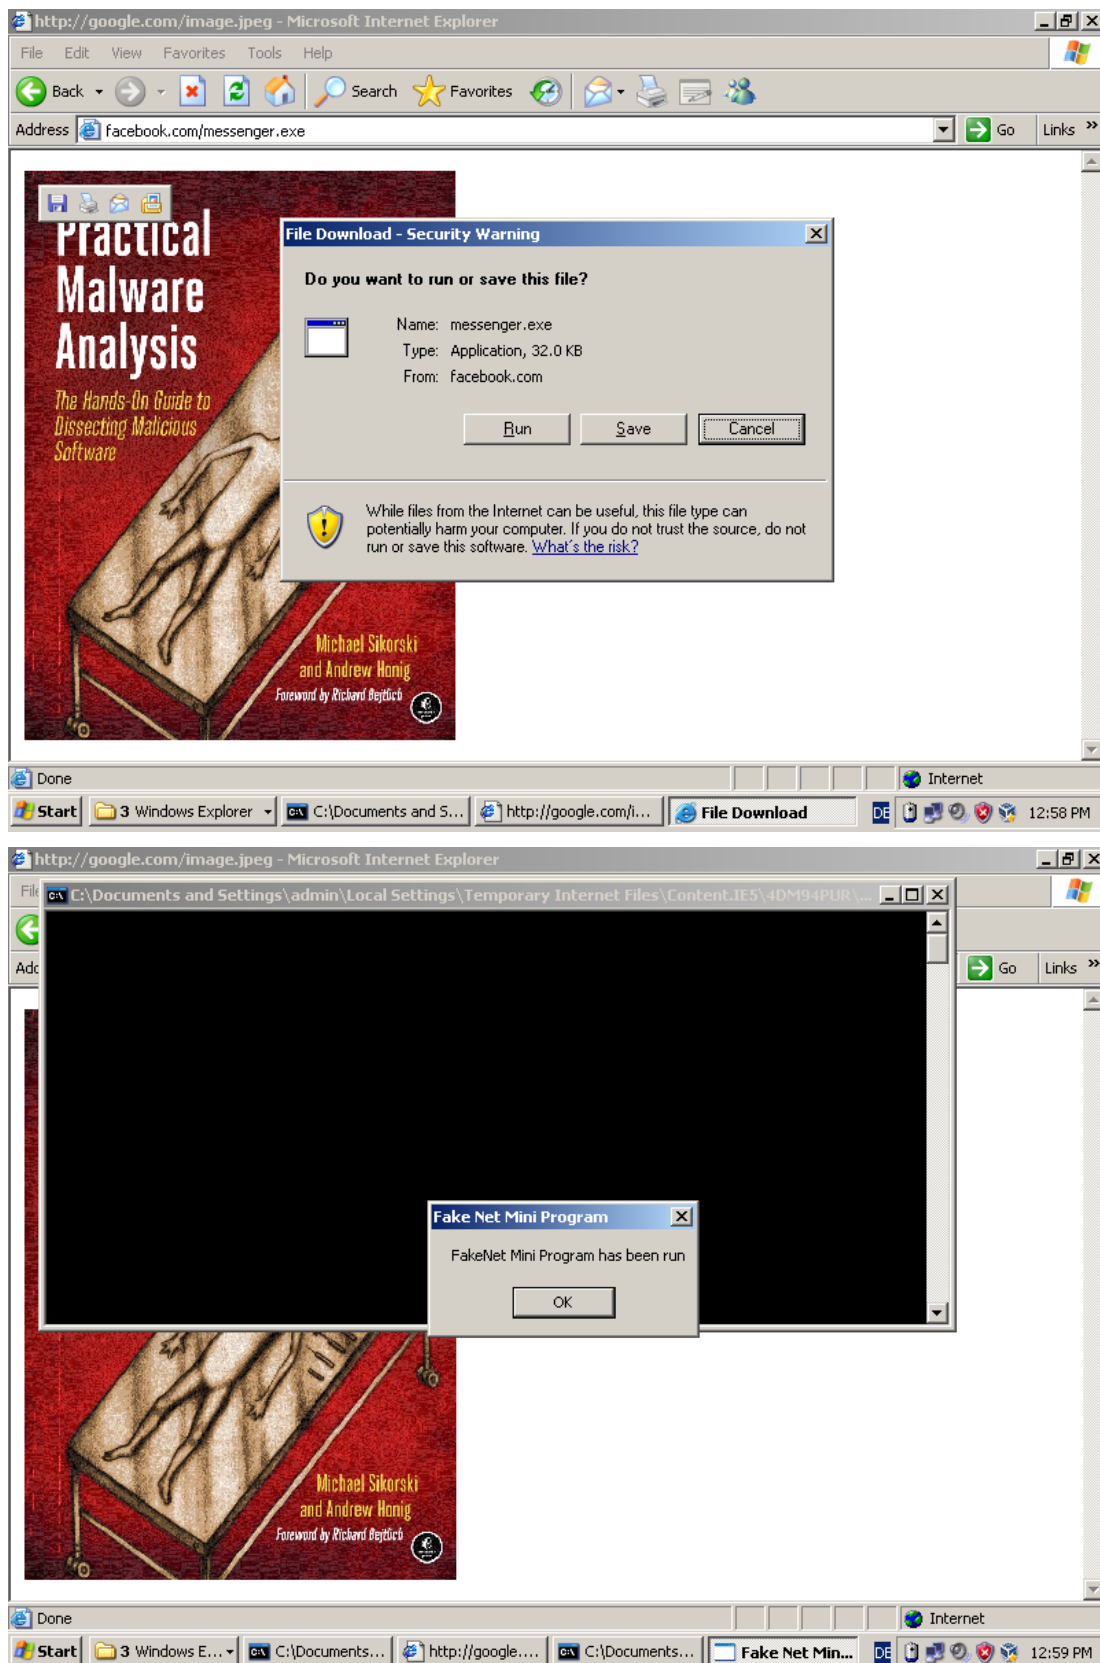 http://google.com/image.jpeg - Microsoft Internet Explorer
File Edit View Favorites Tools Help
Back Search Favorites
Address facebook.com/messenger.exe Go Links »
Practical
Malware
Analysis
The Hands-On Guide to
Dissecting Malicious
Software
File Download - Security Warning
Do you want to run or save this file?
Name: messenger.exe
Type: Application, 32.0 KB
From: facebook.com
Run Save Cancel
While files from the Internet can be useful, this file type can
potentially harm your computer. If you do not trust the source, do not
run or save this software. What's the risk?
Michael Sikorski
and Andrew Honig
Foreword by Richard Bejtlich
Done Internet
Start 3 Windows Explorer C:\Documents and S... http://google.com/i... File Download DE 12:58 PM
http://google.com/image.jpeg - Microsoft Internet Explorer
C:\Documents and Settings\admin\Local Settings\Temporary Internet Files\Content.IE5\4DM94PUR\...
Go Links »
Fake Net Mini Program
FakeNet Mini Program has been run
OK
Michael Sikorski
and Andrew Honig
Foreword by Richard Bejtlich
Done Internet
Start 3 Windows E... C:\Documents... http://google.... C:\Documents... Fake Net Min... DE 12:59 PM